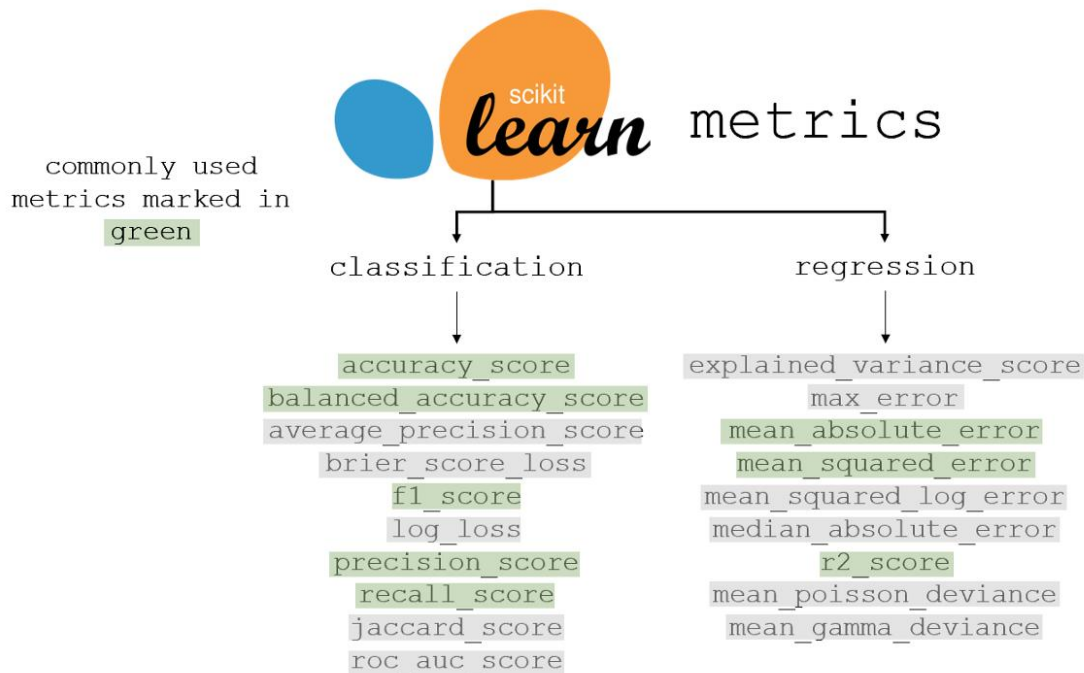 scikit
learn metrics
commonly used
metrics marked in
green
classification
regression
accuracy_score
balanced_accuracy_score
average_precision_score
brier_score_loss
f1_score
log_loss
precision_score
recall_score
jaccard_score
roc_auc_score
explained_variance_score
max_error
mean_absolute_error
mean_squared_error
mean_squared_log_error
median_absolute_error
r2_score
mean_poisson_deviance
mean_gamma_deviance